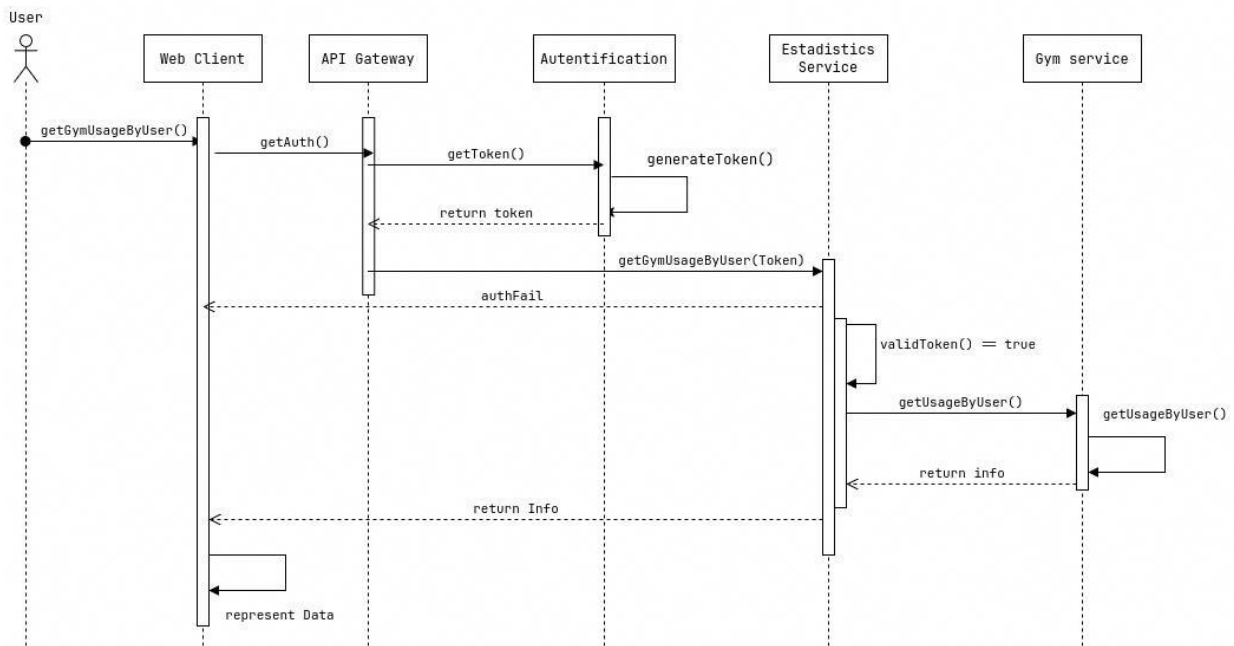 User
Web Client
API Gateway
Autentification
Estadistics
Service
Gym service
getGymUsageByUser()
getAuth()
getToken()
generateToken()
return token
getGymUsageByUser(Token)
authFail
validToken() == true
getUsageByUser()
getUsageByUser()
return info
return Info
represent Data